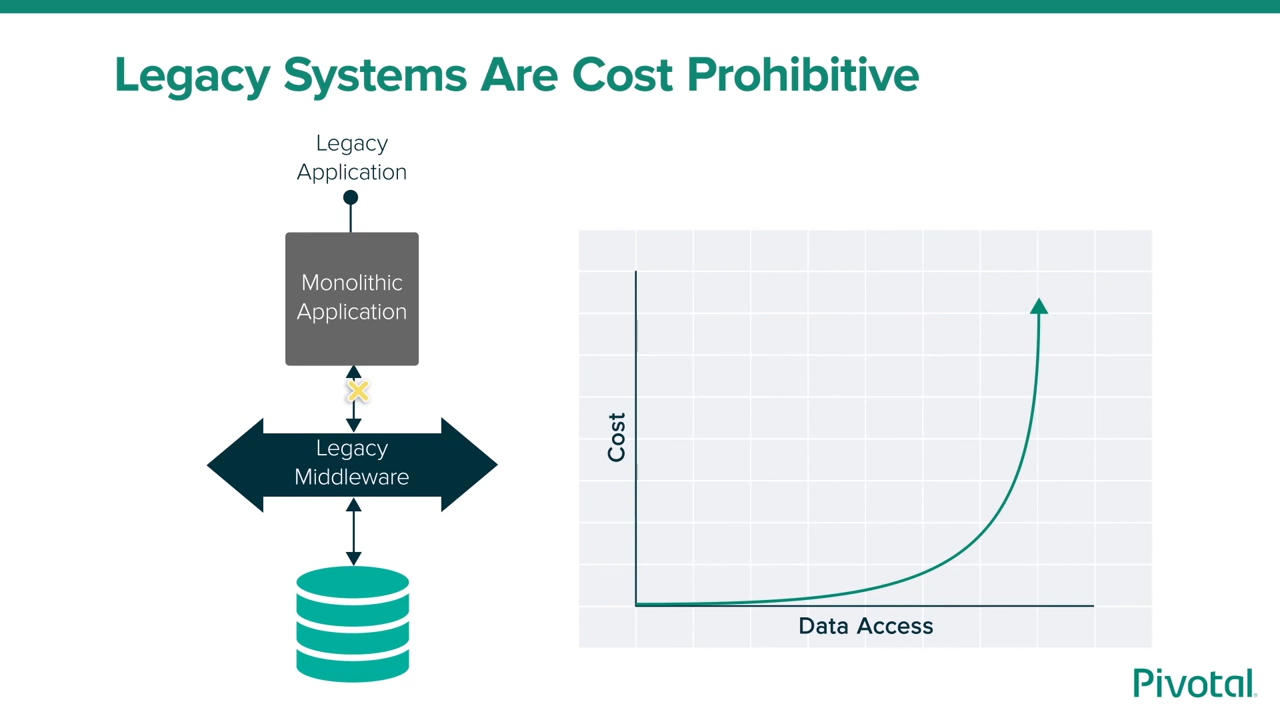 Legacy Systems Are Cost Prohibitive
Legacy
Application
Monolithic
Application
Legacy
Middleware
Cost
Data Access
Pivotal